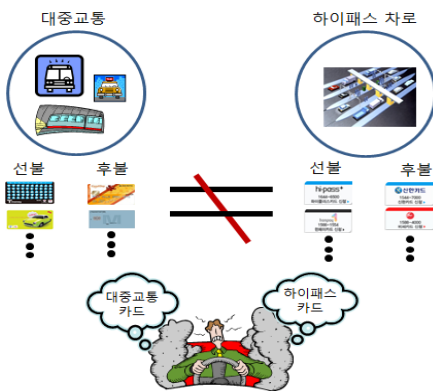 대중교통
하이패스 차로
선불
후불
선불
후불
hi-pass
신한카드
대중교통
카드
하이패스
카드